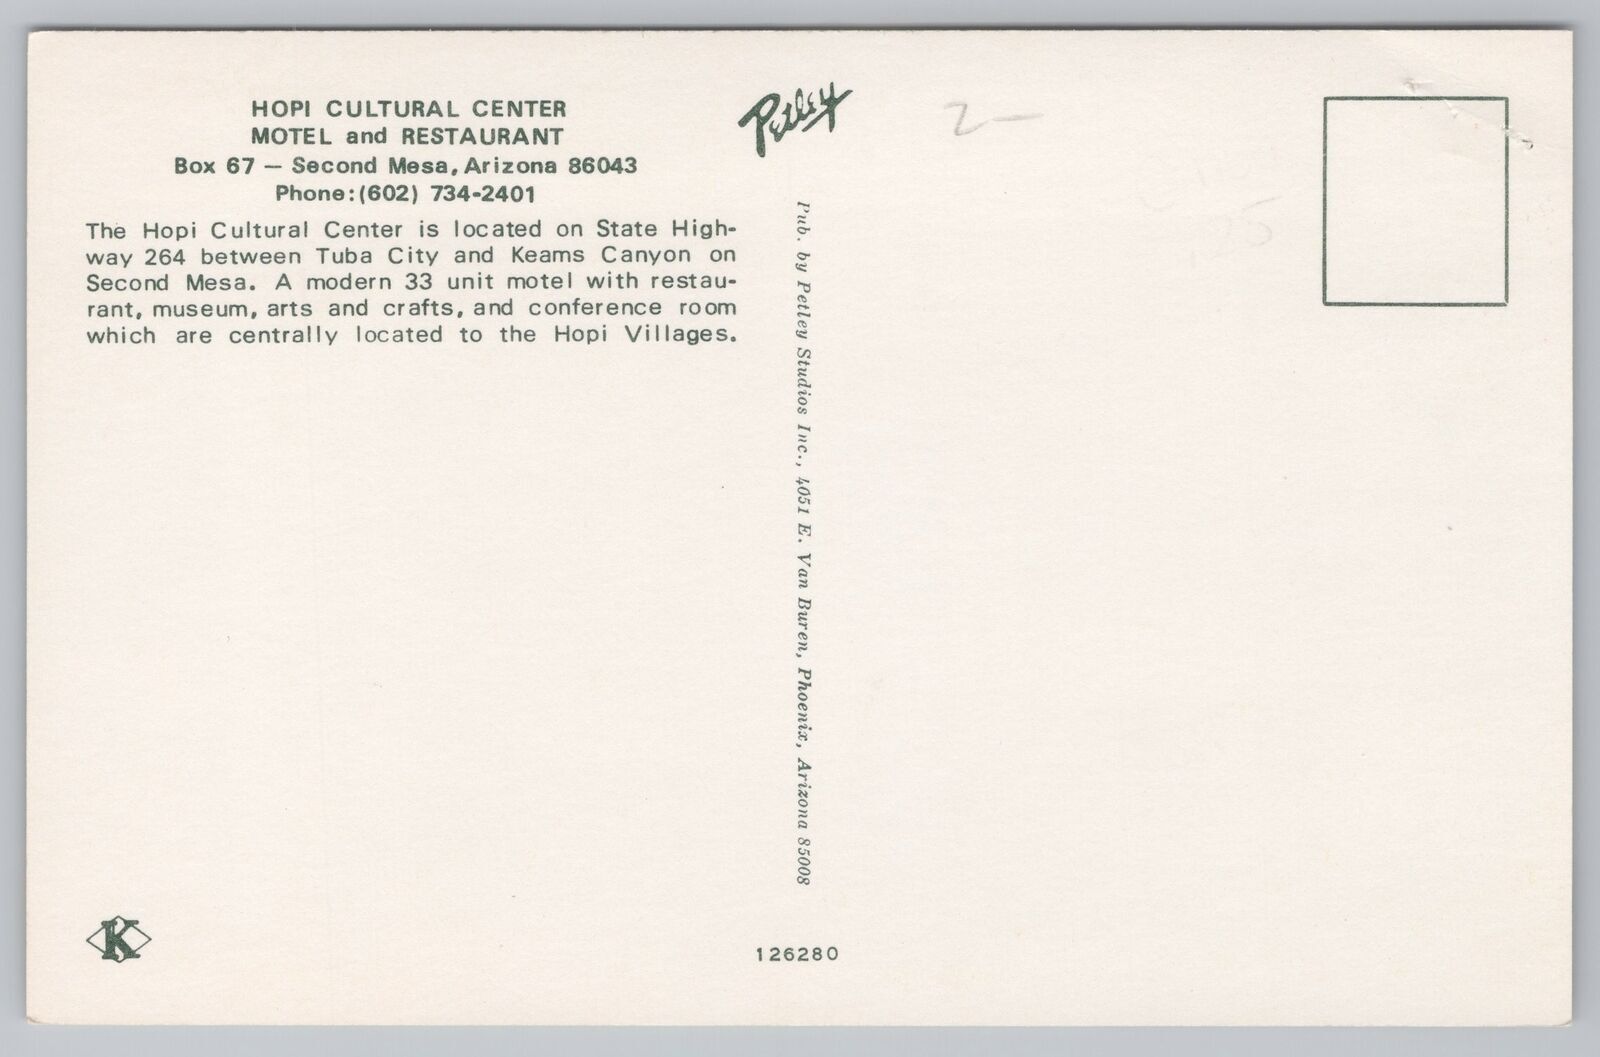 HOPI CULTURAL CENTER
MOTEL and RESTAURANT
Box 67 — Second Mesa, Arizona 86043
Phone: (602) 734-2401
The Hopi Cultural Center is located on State High-
way 264 between Tuba City and Keams Canyon on
Second Mesa. A modern 33 unit motel with restau-
rant, museum, arts and crafts, and conference room
which are centrally located to the Hopi Villages.
Petley
2—
Pub. by Petley Studios Inc., 4051 E. Van Buren, Phoenix, Arizona 85008
K
126280